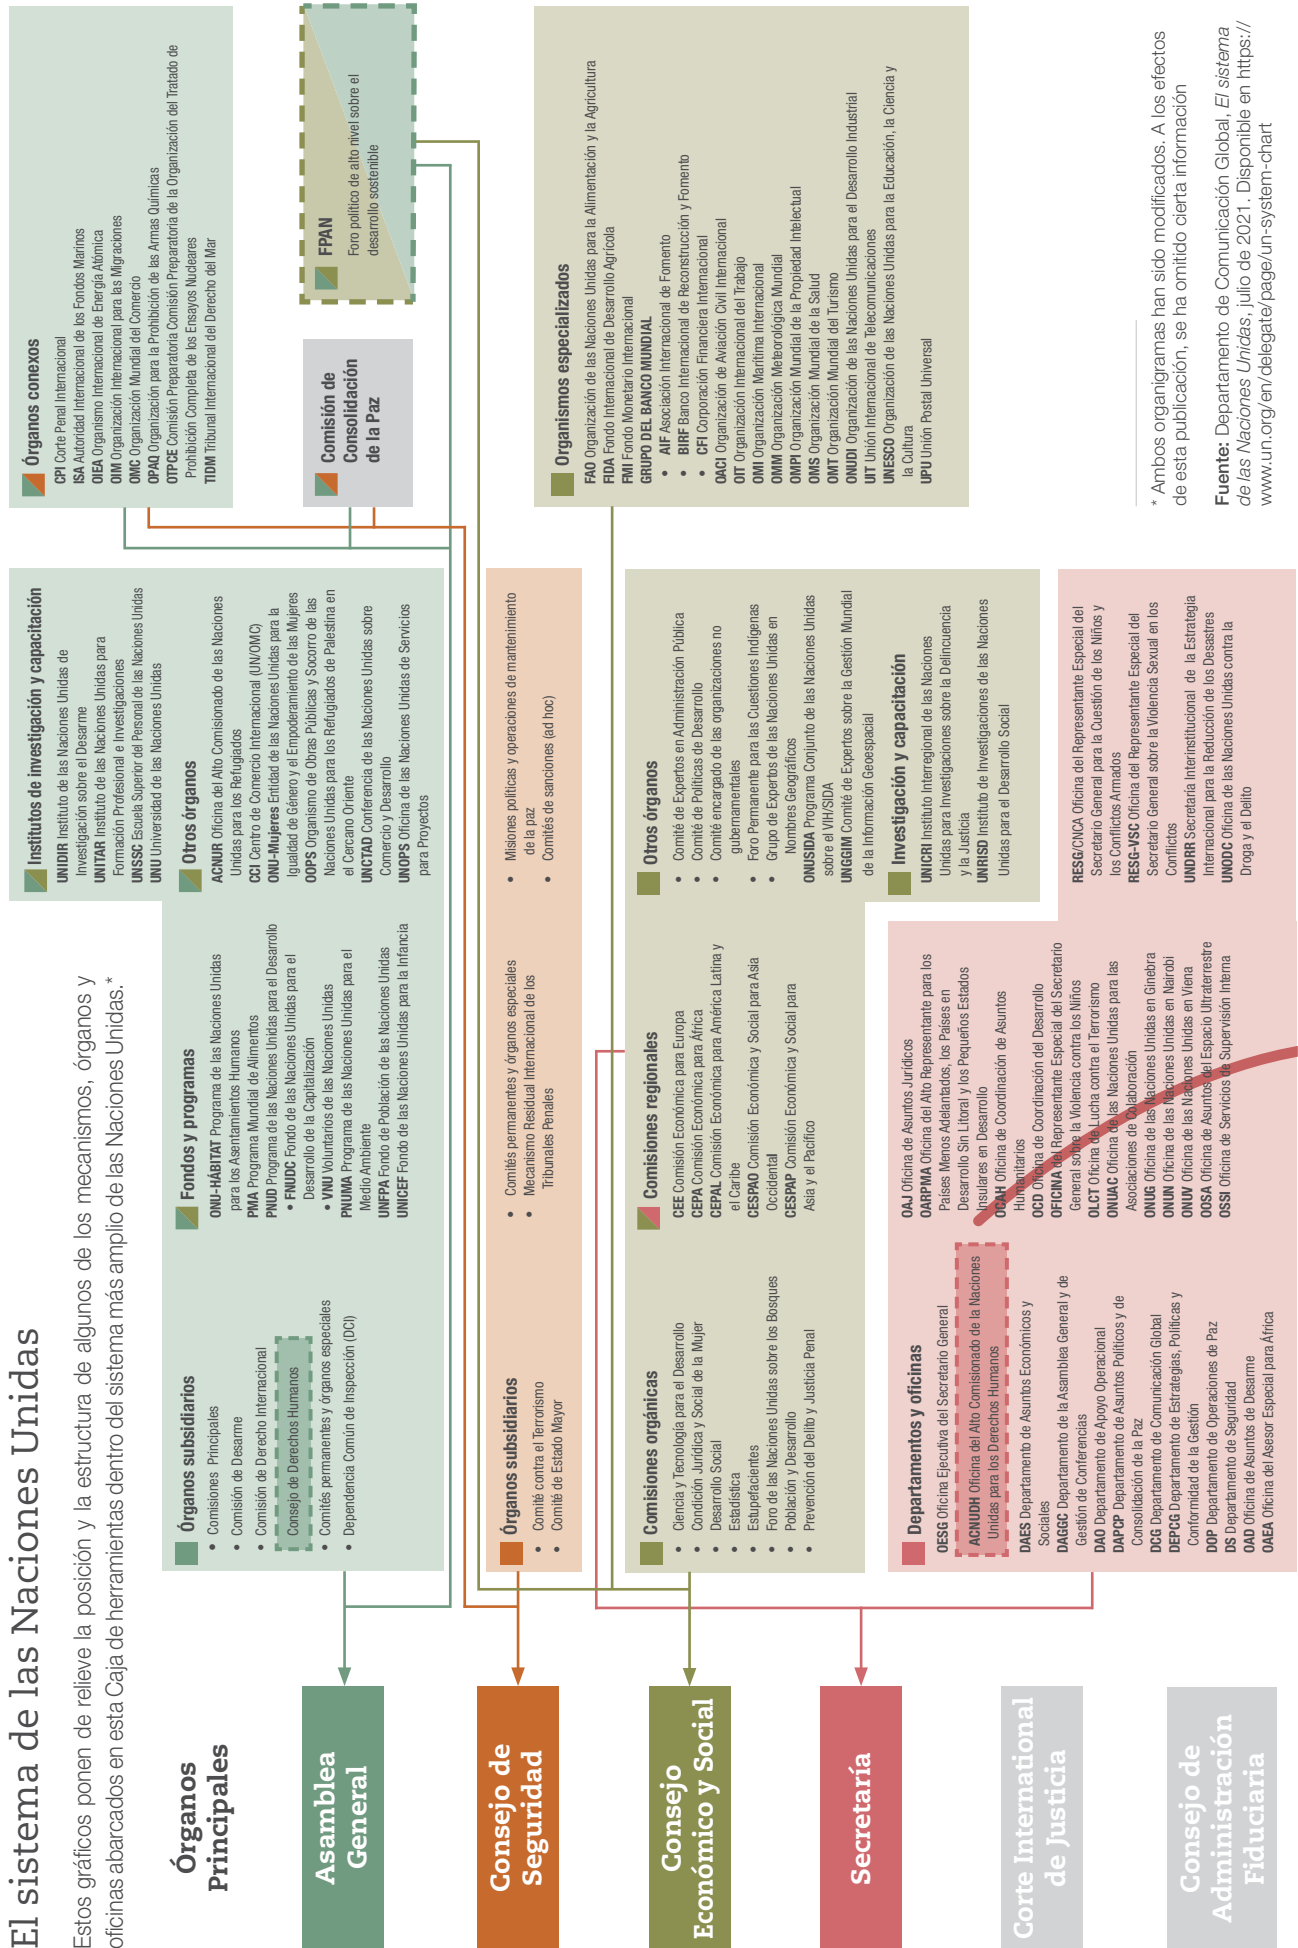 El sistema de las Naciones Unidas
Estos gráficos ponen de relieve la posición y la estructura de algunos de los mecanismos, órganos y
oficinas abarcados en esta Caja de herramientas dentro del sistema más amplio de las Naciones Unidas.*
Órganos
Principales
Asamblea
General
Órganos subsidiarios
• Comisiones Principales
• Comisión de Desarme
• Comisión de Derecho Internacional
Consejo de Derechos Humanos
• Comités permanentes y órganos especiales
• Dependencia Común de Inspección (DCI)
Fondos y programas
ONU-HÁBITAT Programa de las Naciones Unidas
para los Asentamientos Humanos
PMA Programa Mundial de Alimentos
PNUD Programa de las Naciones Unidas para el Desarrollo
• FNUDC Fondo de las Naciones Unidas para el
Desarrollo de la Capitalización
• VNU Voluntarios de las Naciones Unidas
PNUMA Programa de las Naciones Unidas para el
Medio Ambiente
UNFPA Fondo de Población de las Naciones Unidas
UNICEF Fondo de las Naciones Unidas para la Infancia
Institutos de investigación y capacitación
UNIDIR Instituto de las Naciones Unidas de
Investigación sobre el Desarme
UNITAR Instituto de las Naciones Unidas para
Formación Profesional e Investigaciones
UNSSC Escuela Superior del Personal de las Naciones Unidas
UNU Universidad de las Naciones Unidas
Otros órganos
ACNUR Oficina del Alto Comisionado de las Naciones
Unidas para los Refugiados
CCI Centro de Comercio Internacional (UN/OMC)
ONU-Mujeres Entidad de las Naciones Unidas para la
Igualdad de Género y el Empoderamiento de las Mujeres
OOPS Organismo de Obras Públicas y Socorro de las
Naciones Unidas para los Refugiados de Palestina en
el Cercano Oriente
UNCTAD Conferencia de las Naciones Unidas sobre
Comercio y Desarrollo
UNOPS Oficina de las Naciones Unidas de Servicios
para Proyectos
Órganos conexos
CPI Corte Penal Internacional
ISA Autoridad Internacional de los Fondos Marinos
OIEA Organismo Internacional de Energía Atómica
OIM Organización Internacional para las Migraciones
OMC Organización Mundial del Comercio
OPAQ Organización para la Prohibición de las Armas Químicas
OTPCE Comisión Preparatoria Comisión Preparatoria de la Organización del Tratado de
Prohibición Completa de los Ensayos Nucleares
TIDM Tribunal Internacional del Derecho del Mar
Comisión de
Consolidación
de la Paz
FPAN
Foro político de alto nivel sobre el
desarrollo sostenible
Consejo de
Seguridad
Órganos subsidiarios
• Comité contra el Terrorismo
• Comité de Estado Mayor
• Comités permanentes y órganos especiales
• Mecanismo Residual Internacional de los
Tribunales Penales
• Misiones políticas y operaciones de mantenimiento
de la paz
• Comités de sanciones (ad hoc)
Consejo
Económico y Social
Comisiones orgánicas
• Ciencia y Tecnología para el Desarrollo
• Condición Jurídica y Social de la Mujer
• Desarrollo Social
• Estadística
• Estupefacientes
• Foro de las Naciones Unidas sobre los Bosques
• Población y Desarrollo
• Prevención del Delito y Justicia Penal
Comisiones regionales
CEE Comisión Económica para Europa
CEPA Comisión Económica para África
CEPAL Comisión Económica para América Latina y
el Caribe
CESPAO Comisión Económica y Social para Asia
Occidental
CESPAP Comisión Económica y Social para
Asia y el Pacífico
Otros órganos
• Comité de Expertos en Administración Pública
• Comité de Políticas de Desarrollo
• Comité encargado de las organizaciones no
gubernamentales
• Foro Permanente para las Cuestiones Indígenas
• Grupo de Expertos de las Naciones Unidas en
Nombres Geográficos
ONUSIDA Programa Conjunto de las Naciones Unidas
sobre el VIH/SIDA
UNGGIM Comité de Expertos sobre la Gestión Mundial
de la Información Geoespacial
Investigación y capacitación
UNICRI Instituto Interregional de las Naciones
Unidas para Investigaciones sobre la Delincuencia
y la Justicia
UNRISD Instituto de Investigaciones de las Naciones
Unidas para el Desarrollo Social
Organismos especializados
FAO Organización de las Naciones Unidas para la Alimentación y la Agricultura
FIDA Fondo Internacional de Desarrollo Agrícola
FMI Fondo Monetario Internacional
GRUPO DEL BANCO MUNDIAL
• AIF Asociación Internacional de Fomento
• BIRF Banco Internacional de Reconstrucción y Fomento
• CFI Corporación Financiera Internacional
OACI Organización de Aviación Civil Internacional
OIT Organización Internacional del Trabajo
OMI Organización Marítima Internacional
OMM Organización Meteorológica Mundial
OMPI Organización Mundial de la Propiedad Intelectual
OMS Organización Mundial de la Salud
OMT Organización Mundial del Turismo
ONUDI Organización de las Naciones Unidas para el Desarrollo Industrial
UIT Unión Internacional de Telecomunicaciones
UNESCO Organización de las Naciones Unidas para la Educación, la Ciencia y
la Cultura
UPU Unión Postal Universal
Secretaría
Departamentos y oficinas
OESG Oficina Ejecutiva del Secretario General
ACNUDH Oficina del Alto Comisionado de la Naciones
Unidas para los Derechos Humanos
DAES Departamento de Asuntos Económicos y
Sociales
DAGGC Departamento de la Asamblea General y de
Gestión de Conferencias
DAO Departamento de Apoyo Operacional
DAPCP Departamento de Asuntos Políticos y de
Consolidación de la Paz
DCG Departamento de Comunicación Global
DEPCG Departamento de Estrategias, Políticas y
Conformidad de la Gestión
DOP Departamento de Operaciones de Paz
DS Departamento de Seguridad
OAD Oficina de Asuntos de Desarme
OAEA Oficina del Asesor Especial para África
OAJ Oficina de Asuntos Jurídicos
OARPMA Oficina del Alto Representante para los
Países Menos Adelantados, los Países en
Desarrollo Sin Litoral y los Pequeños Estados
Insulares en Desarrollo
OCAH Oficina de Coordinación de Asuntos
Humanitarios
OCD Oficina de Coordinación del Desarrollo
OFICINA del Representante Especial del Secretario
General sobre la Violencia contra los Niños
OLCT Oficina de Lucha contra el Terrorismo
ONUAC Oficina de las Naciones Unidas para las
Asociaciones de Colaboración
ONUG Oficina de las Naciones Unidas en Ginebra
ONUN Oficina de las Naciones Unidas en Nairobi
ONUV Oficina de las Naciones Unidas en Viena
OOSA Oficina de Asuntos del Espacio Ultraterrestre
OSSI Oficina de Servicios de Supervisión Interna
RESG/CNCA Oficina del Representante Especial del
Secretario General para la Cuestión de los Niños y
los Conflictos Armados
RESG-VSC Oficina del Representante Especial del
Secretario General sobre la Violencia Sexual en los
Conflictos
UNDRR Secretaría Interinstitucional de la Estrategia
Internacional para la Reducción de los Desastres
UNODC Oficina de las Naciones Unidas contra la
Droga y el Delito
Corte International
de Justicia
Consejo de
Administración
Fiduciaria
* Ambos organigramas han sido modificados. A los efectos
de esta publicación, se ha omitido cierta información
Fuente: Departamento de Comunicación Global, El sistema
de las Naciones Unidas, julio de 2021. Disponible en https://
www.un.org/en/delegate/page/un-system-chart